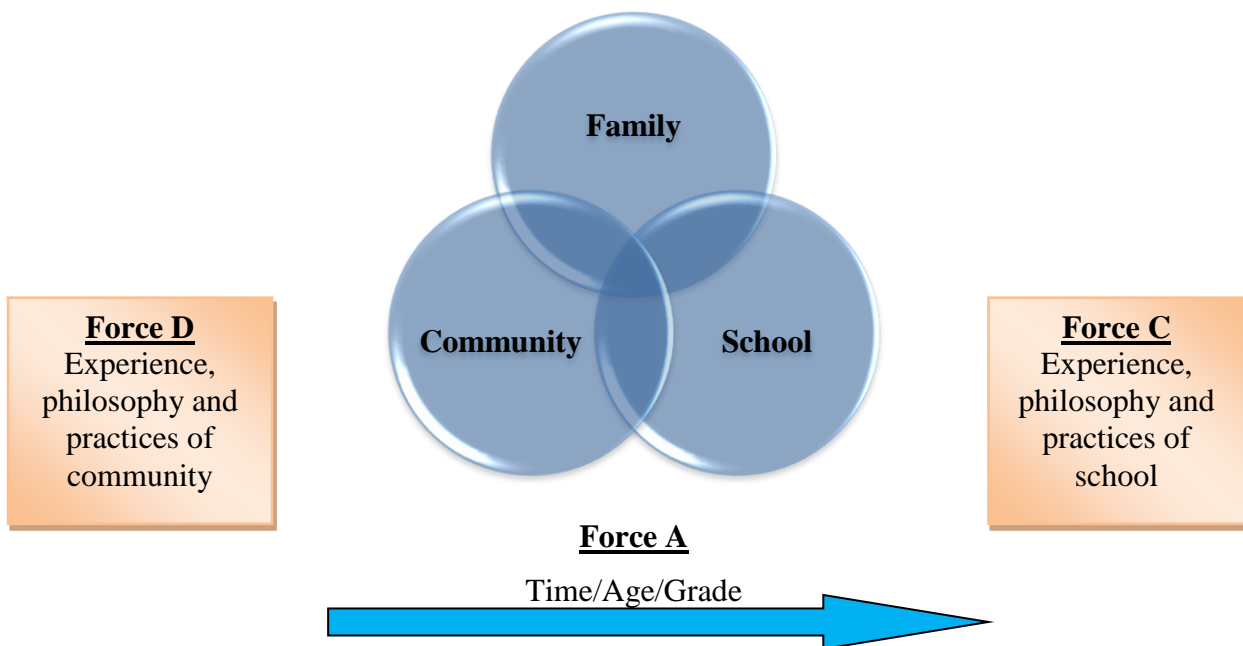 Family
Community
School
Force D
Experience,
philosophy and
practices of
community
Force C
Experience,
philosophy and
practices of
school
Force A
Time/Age/Grade